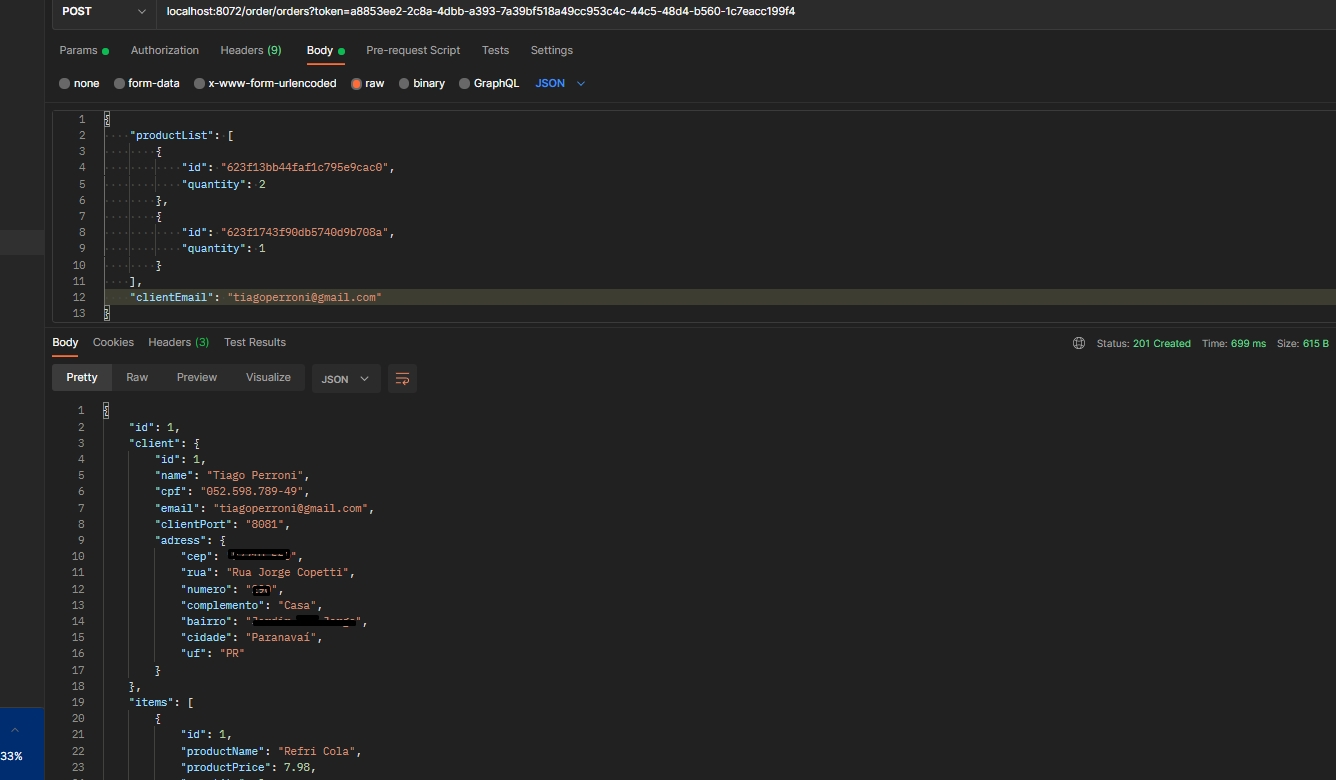 POST localhost:8072/order/orders?token=a8853ee2-2c8a-4dbb-a393-7a39bf518a49cc953c4c-44c5-48d4-b560-1c7eacc199f4
Params Authorization Headers (9) Body Pre-request Script Tests Settings
none form-data x-www-form-urlencoded raw binary GraphQL JSON
1 {
2 "productList": [
3 {
4 "id": "623f13bb44faf1c795e9cac0",
5 "quantity": 2
6 },
7 {
8 "id": "623f1743f90db5740d9b708a",
9 "quantity": 1
10 }
11 ],
12 "clientEmail": "tiagoperroni@gmail.com"
13 }
Body Cookies Headers (3) Test Results Status: 201 Created Time: 699 ms Size: 615 B
Pretty Raw Preview Visualize JSON
1 {
2 "id": 1,
3 "client": {
4 "id": 1,
5 "name": "Tiago Perroni",
6 "cpf": "052.598.789-49",
7 "email": "tiagoperroni@gmail.com",
8 "clientPort": "8081",
9 "adress": {
10 "cep": "",
11 "rua": "Rua Jorge Copetti",
12 "numero": "",
13 "complemento": "Casa",
14 "bairro": "",
15 "cidade": "Paranavaí",
16 "uf": "PR"
17 }
18 },
19 "items": [
20 {
21 "id": 1,
22 "productName": "Refri Cola",
23 "productPrice": 7.98,
33%